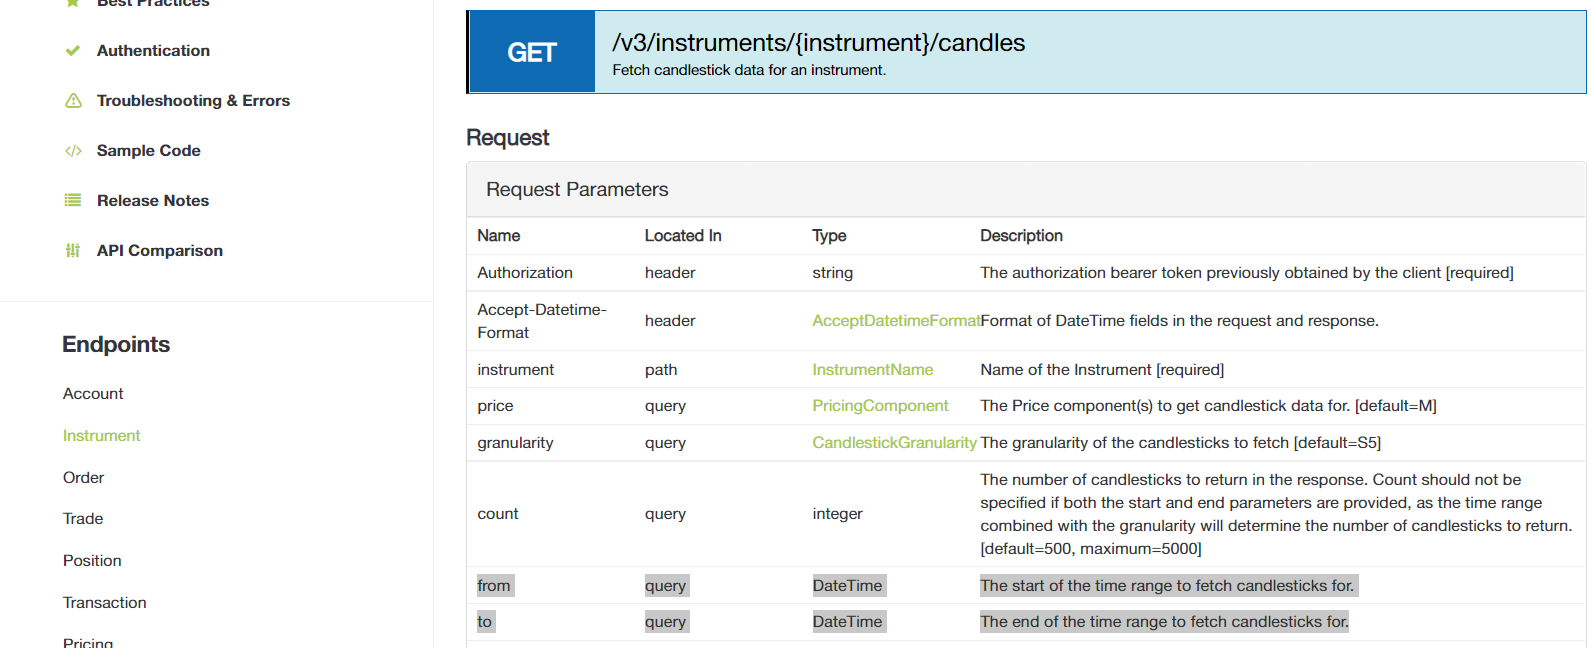 Best Practices
Authentication
Troubleshooting & Errors
Sample Code
Release Notes
API Comparison
Endpoints
Account
Instrument
Order
Trade
Position
Transaction
Pricing
GET
/v3/instruments/{instrument}/candles
Fetch candlestick data for an instrument.
Request
Request Parameters
Name Located In Type Description
Authorization header string The authorization bearer token previously obtained by the client [required]
Accept-Datetime-
Format header AcceptDatetimeFormat Format of DateTime fields in the request and response.
instrument path InstrumentName Name of the Instrument [required]
price query PricingComponent The Price component(s) to get candlestick data for. [default=M]
granularity query CandlestickGranularity The granularity of the candlesticks to fetch [default=S5]
count query integer The number of candlesticks to return in the response. Count should not be
specified if both the start and end parameters are provided, as the time range
combined with the granularity will determine the number of candlesticks to return.
[default=500, maximum=5000]
from query DateTime The start of the time range to fetch candlesticks for.
to query DateTime The end of the time range to fetch candlesticks for.